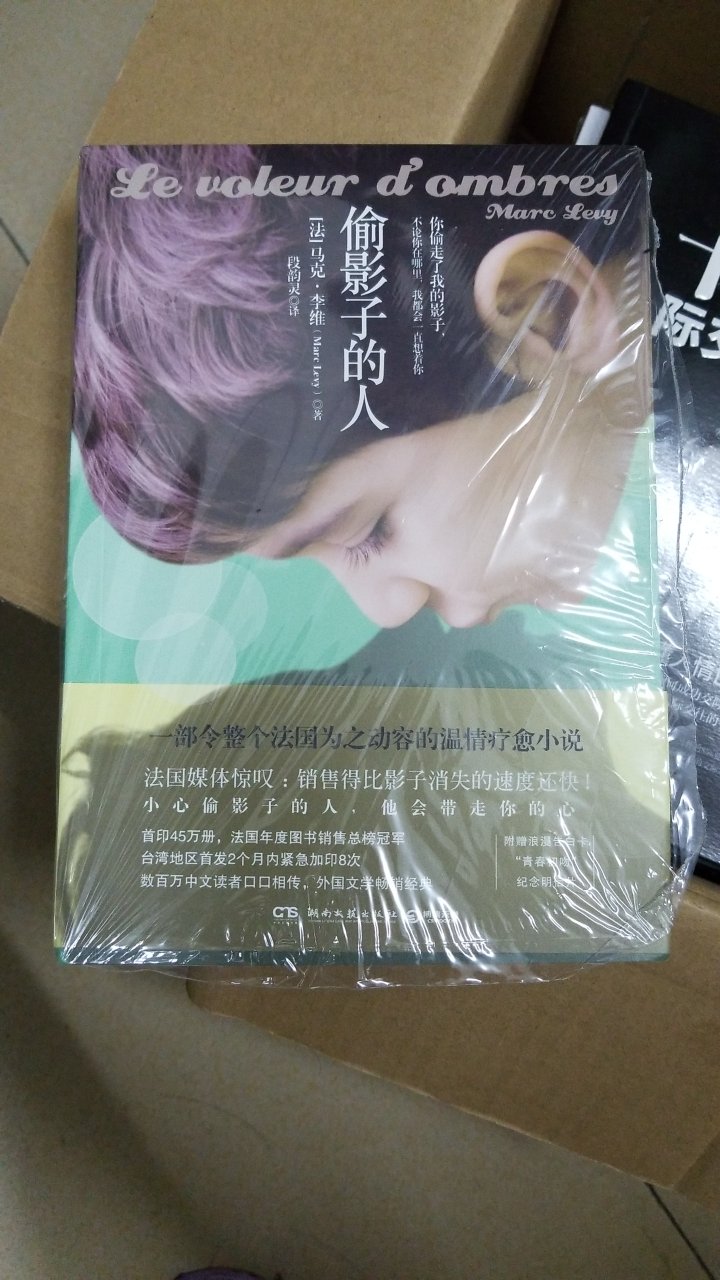 Le voleur d'ombres
Marc Levy
你偷走了我的影子，
不论你在哪里，我都会一直想着你
偷影子的人
[法]马克·李维（Marc Levy）◎著
段韵灵◎译
一部令整个法国为之动容的温情疗愈小说
法国媒体惊叹：销售得比影子消失的速度还快！
小心偷影子的人，他会带走你的心
首印45万册，法国年度图书销售总榜冠军
台湾地区首发2个月内紧急加印8次
数百万中文读者口口相传，外国文学畅销经典
附赠浪漫告白卡
“青春初吻”
纪念明信片
湖南文艺出版社
际